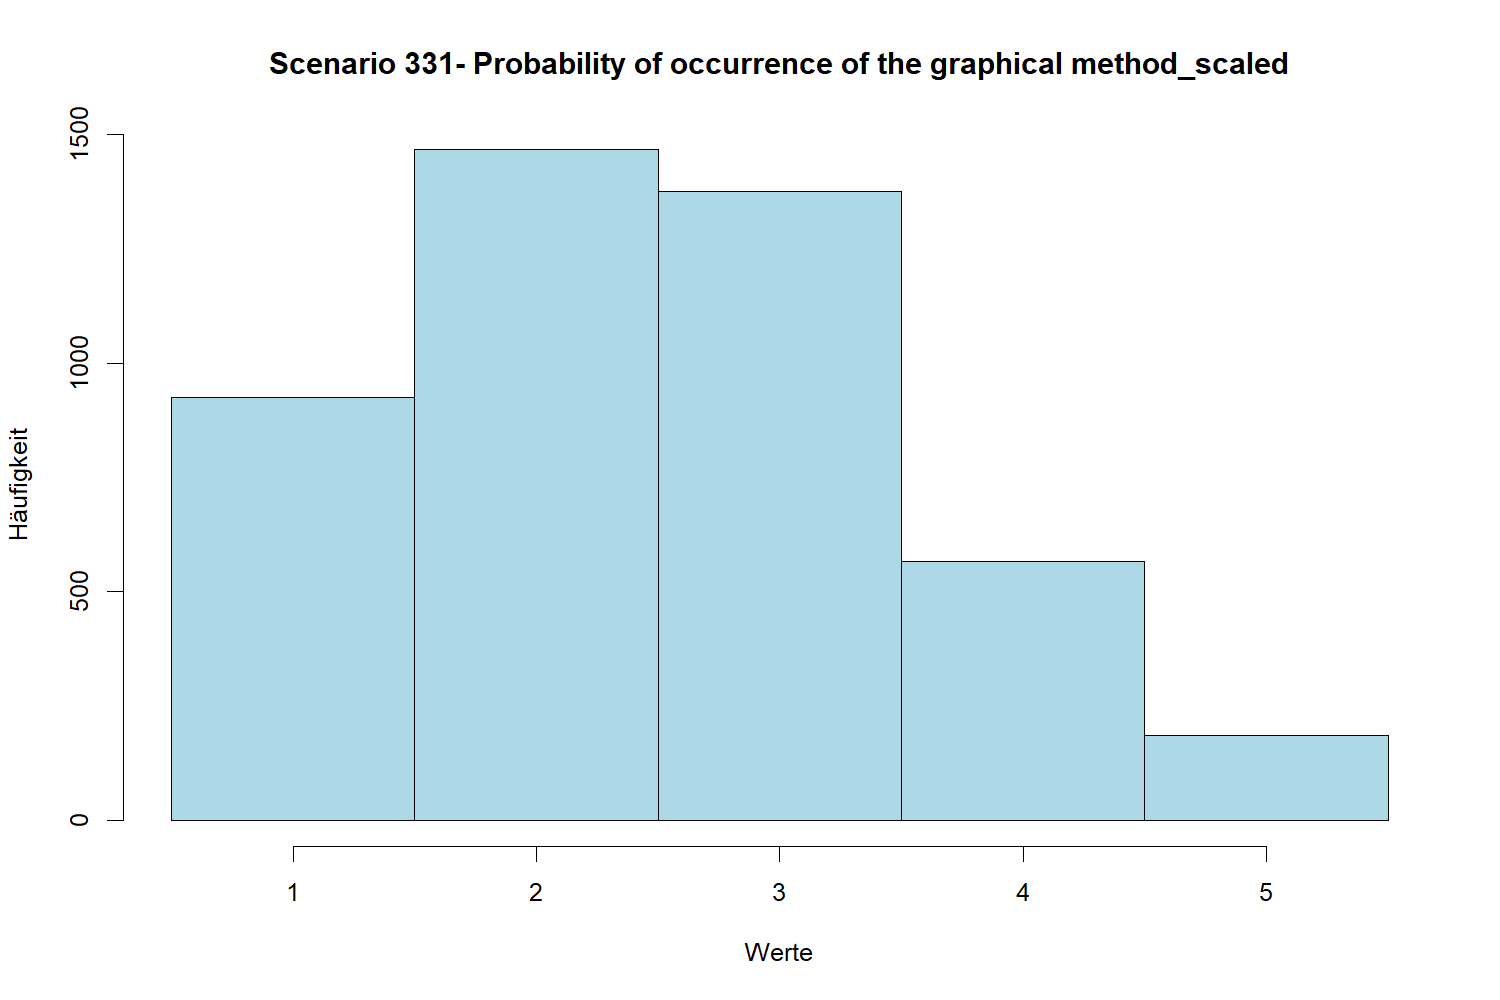 Scenario 331- Probability of occurrence of the graphical method_scaled
Häufigkeit
1500
1000
500
0
1 2 3 4 5
Werte